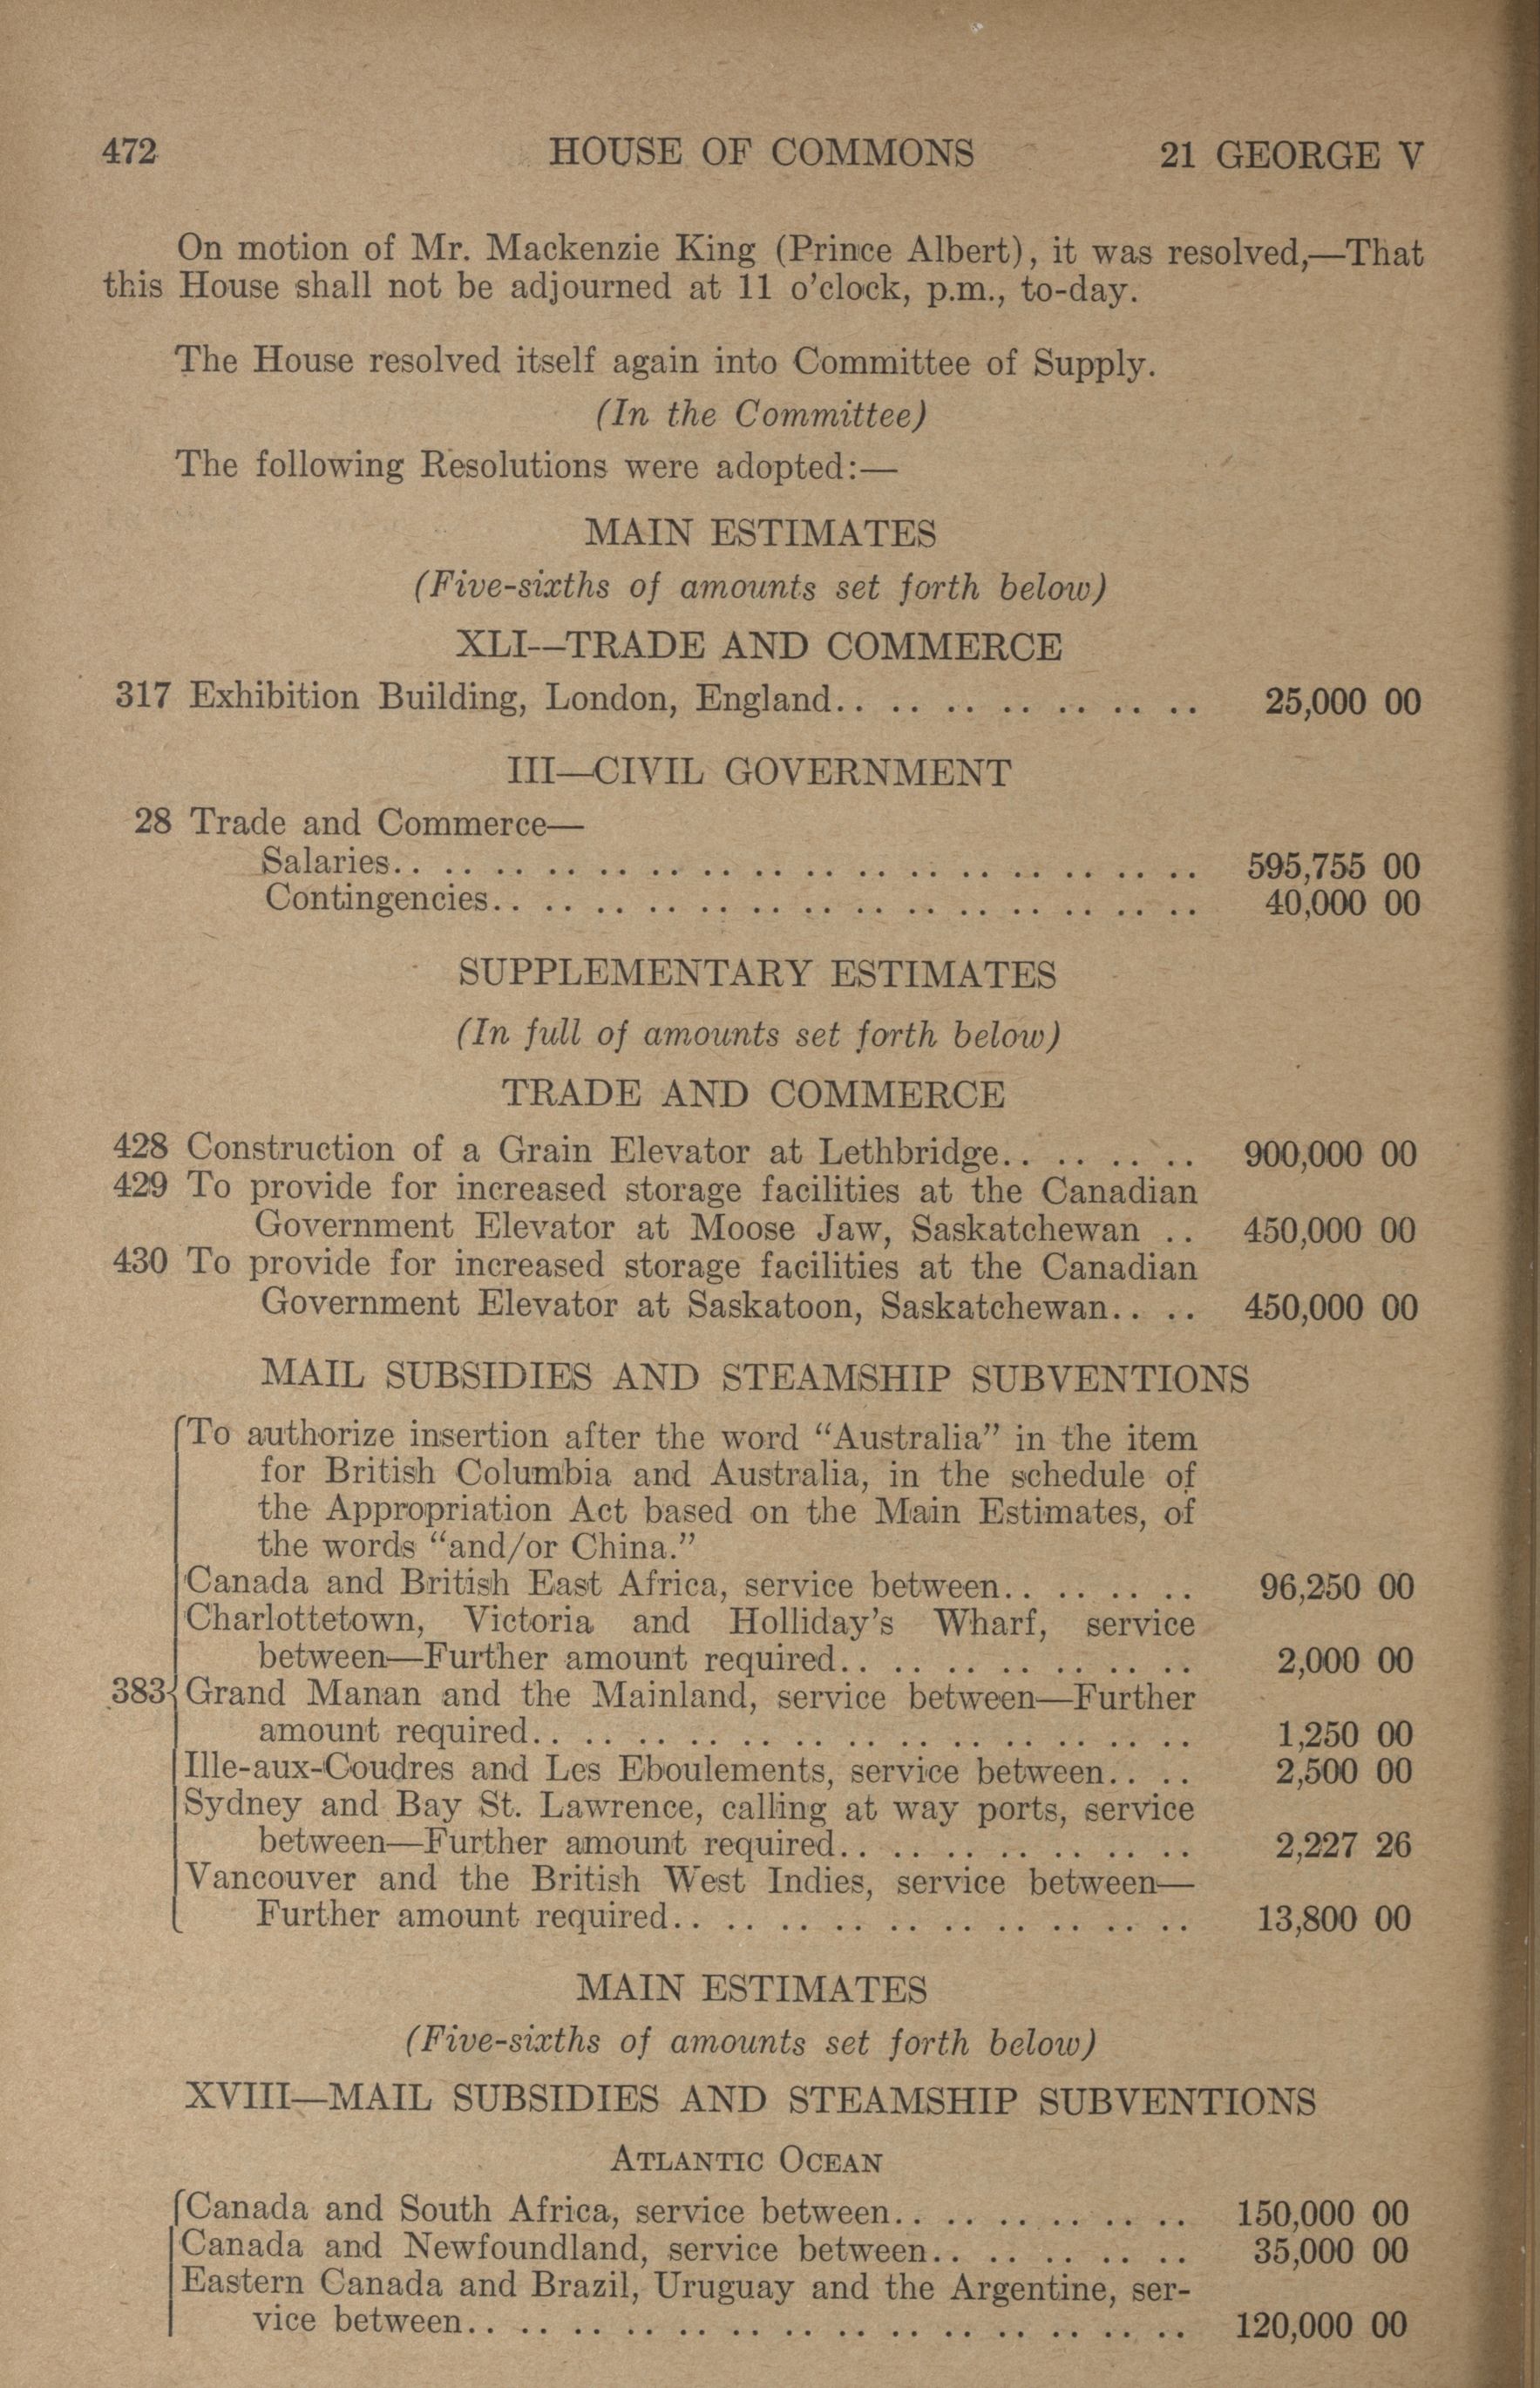 472 HOUSE OF COMMONS 21 GEORGE V
On motion of Mr. Mackenzie King (Prince Albert), it was resolved,—That
this House shall not be adjourned at 11 o'clock, p.m., to-day.
The House resolved itself again into Committee of Supply.
(In the Committee)
The following Resolutions were adopted:—
MAIN ESTIMATES
(Five-sixths of amounts set forth below)
XLI—TRADE AND COMMERCE
317 Exhibition Building, London, England.. .. .. .. .. .. .. 25,000 00
III—CIVIL GOVERNMENT
28 Trade and Commerce—
Salaries.. .. .. .. .. .. .. .. .. .. .. .. .. .. .. .. 595,755 00
Contingencies.. .. .. .. .. .. .. .. .. .. .. .. .. .. 40,000 00
SUPPLEMENTARY ESTIMATES
(In full of amounts set forth below)
TRADE AND COMMERCE
428 Construction of a Grain Elevator at Lethbridge.. .. .. .. 900,000 00
429 To provide for increased storage facilities at the Canadian
Government Elevator at Moose Jaw, Saskatchewan .. 450,000 00
430 To provide for increased storage facilities at the Canadian
Government Elevator at Saskatoon, Saskatchewan.. .. 450,000 00
MAIL SUBSIDIES AND STEAMSHIP SUBVENTIONS
To authorize insertion after the word "Australia" in the item
for British Columbia and Australia, in the schedule of
the Appropriation Act based on the Main Estimates, of
the words "and/or China."
Canada and British East Africa, service between.. .. .. .. 96,250 00
Charlottetown, Victoria and Holliday's Wharf, service
between—Further amount required.. .. .. .. .. .. .. 2,000 00
383 Grand Manan and the Mainland, service between—Further
amount required.. .. .. .. .. .. .. .. .. .. .. .. .. 1,250 00
Ille-aux-Coudres and Les Eboulements, service between.. .. 2,500 00
Sydney and Bay St. Lawrence, calling at way ports, service
between—Further amount required.. .. .. .. .. .. .. 2,227 26
Vancouver and the British West Indies, service between—
Further amount required.. .. .. .. .. .. .. .. .. .. 13,800 00
MAIN ESTIMATES
(Five-sixths of amounts set forth below)
XVIII—MAIL SUBSIDIES AND STEAMSHIP SUBVENTIONS
ATLANTIC OCEAN
Canada and South Africa, service between.. .. .. .. .. .. 150,000 00
Canada and Newfoundland, service between.. .. .. .. .. 35,000 00
Eastern Canada and Brazil, Uruguay and the Argentine, ser-
vice between.. .. .. .. .. .. .. .. .. .. .. .. .. .. 120,000 00